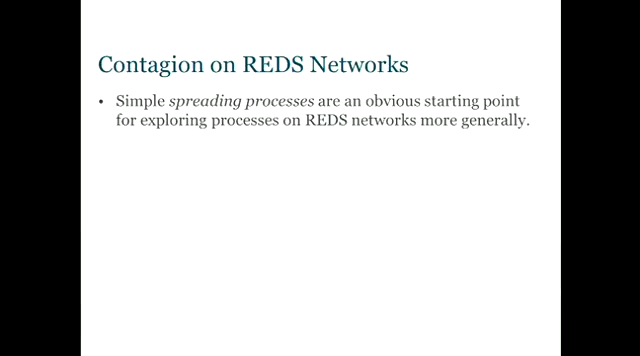 Contagion on REDS Networks
• Simple spreading processes are an obvious starting point
for exploring processes on REDS networks more generally.